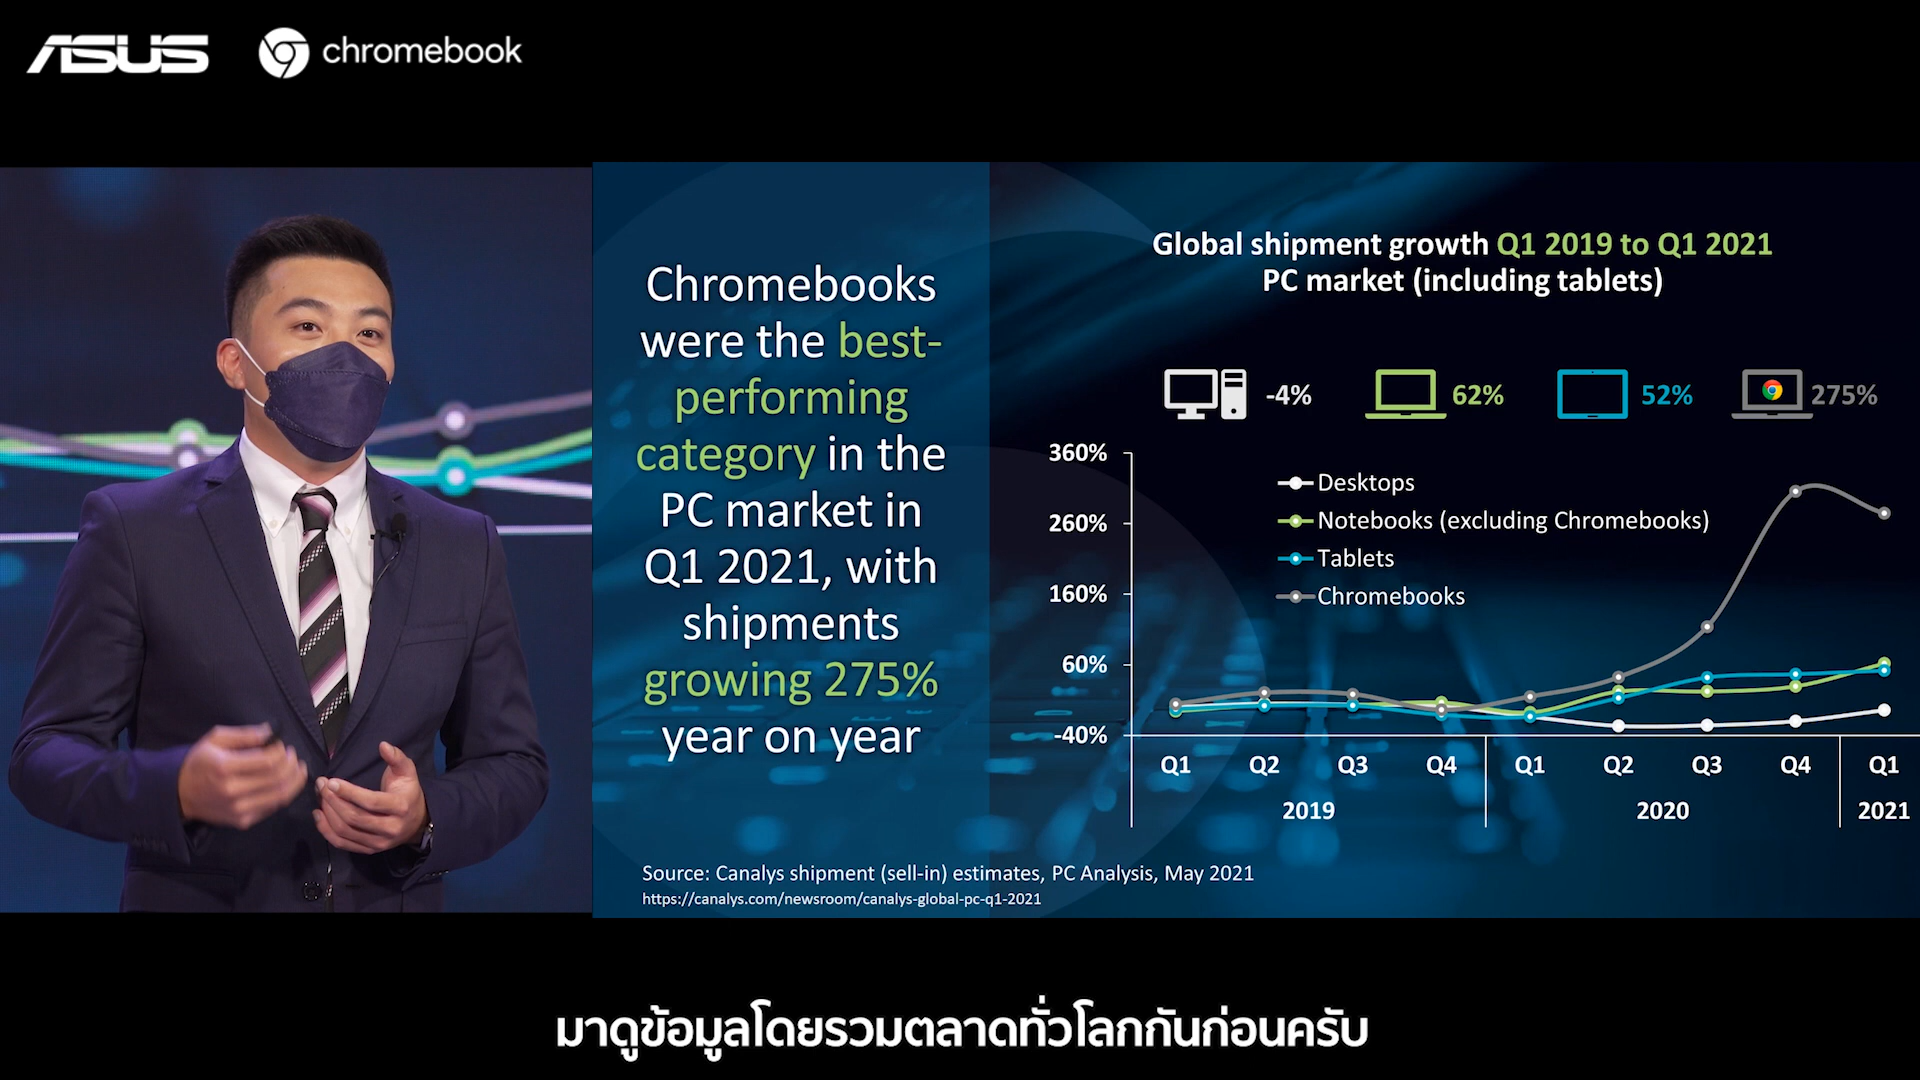 ASUS chromebook
Chromebooks
were the best-
performing
category in the
PC market in
Q1 2021, with
shipments
growing 275%
year on year
Global shipment growth Q1 2019 to Q1 2021
PC market (including tablets)
-4% 62% 52% 275%
360%
260%
160%
60%
-40%
Desktops
Notebooks (excluding Chromebooks)
Tablets
Chromebooks
Q1 Q2 Q3 Q4 Q1 Q2 Q3 Q4 Q1
2019 2020 2021
Source: Canalys shipment (sell-in) estimates, PC Analysis, May 2021
https://canalys.com/newsroom/canalys-global-pc-q1-2021
มาดูข้อมูลโดยรวมตลาดทั่วโลกกันก่อนครับ